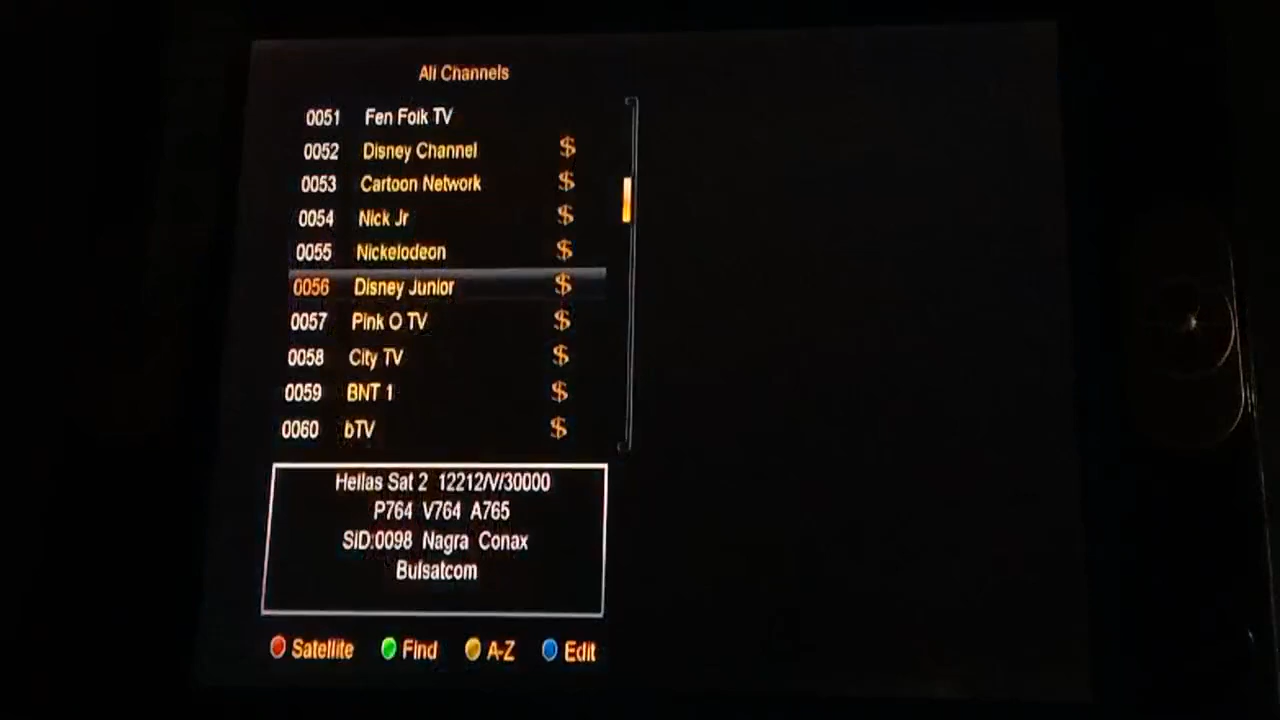 All Channels
0051 Fen Folk TV
0052 Disney Channel $
0053 Cartoon Network $
0054 Nick Jr $
0055 Nickelodeon $
0056 Disney Junior $
0057 Pink O TV $
0058 City TV $
0059 BNT 1 $
0060 bTV $
Hellas Sat 2 12212/V/30000
P764 V764 A765
SID:0098 Nagra Conax
Bulsatcom
Satellite Find A-Z Edit